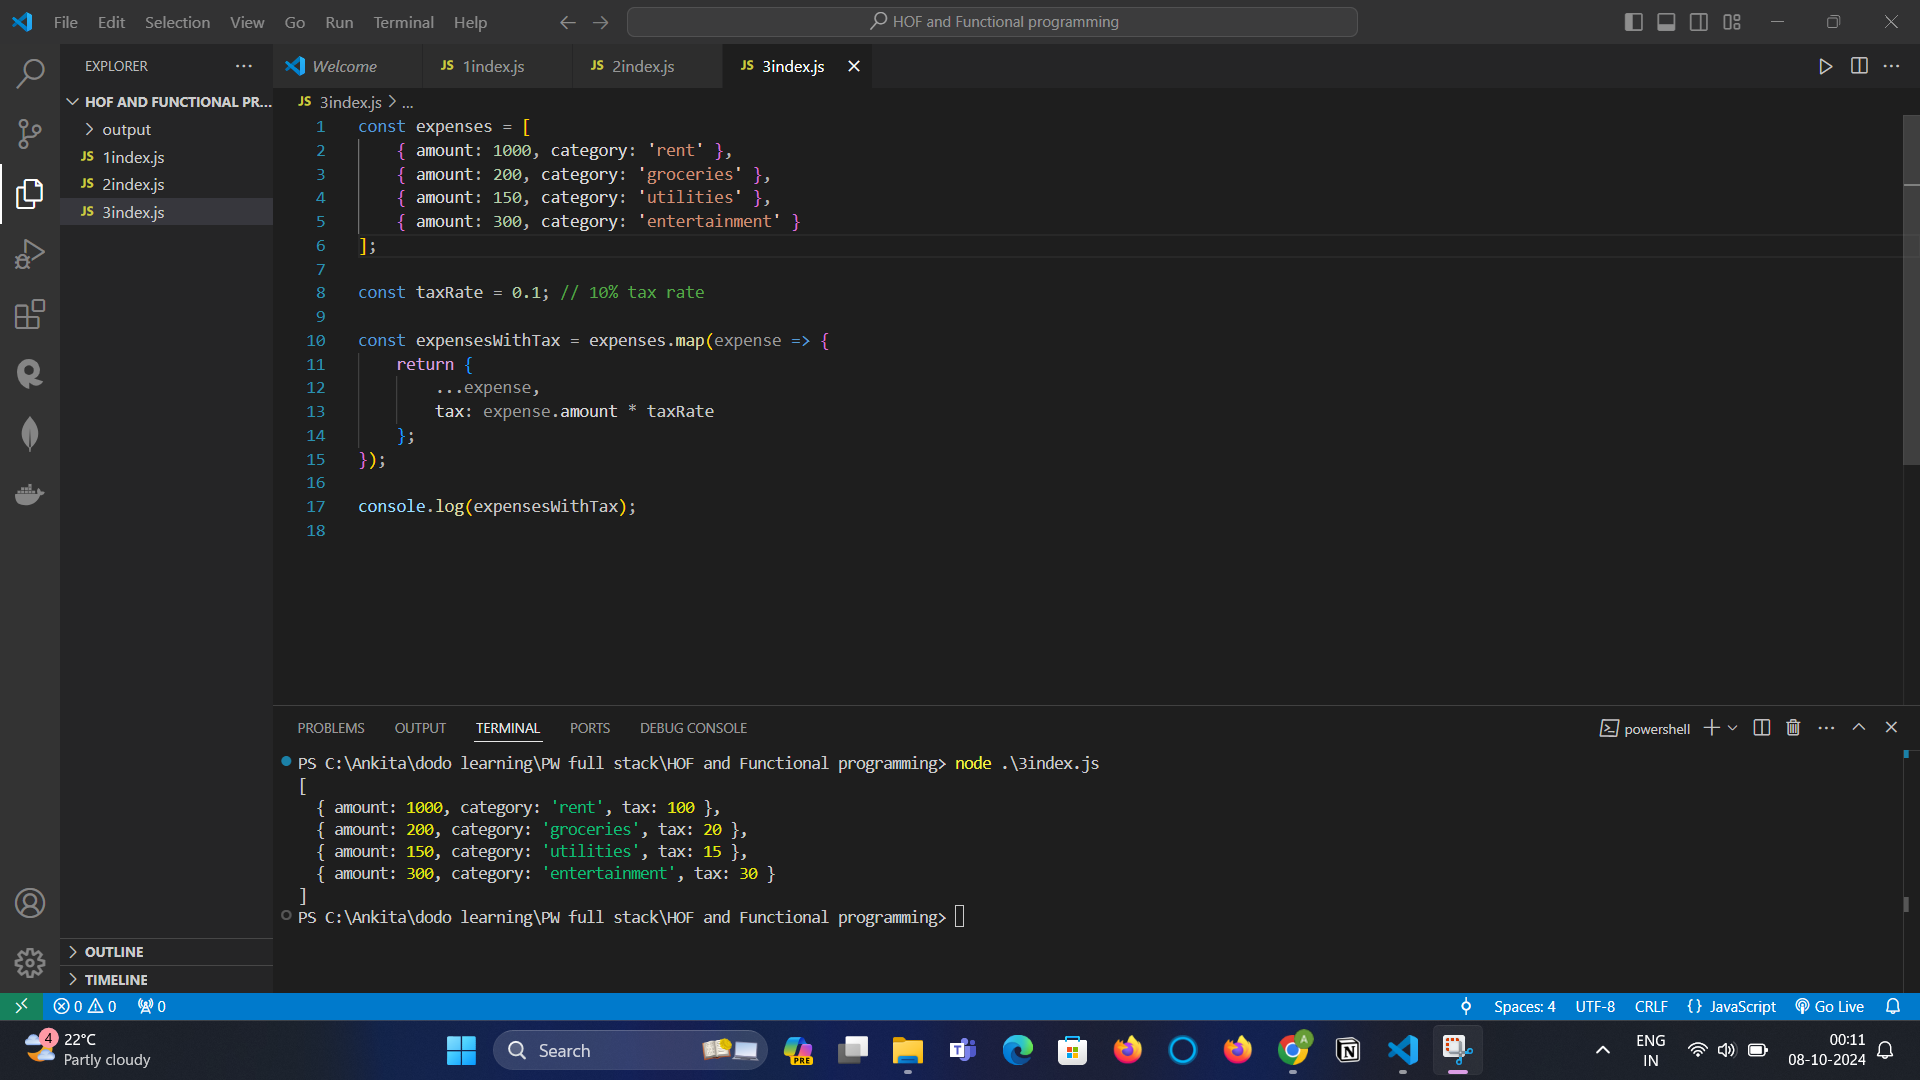 File Edit Selection View Go Run Terminal Help
HOF and Functional programming
EXPLORER
HOF AND FUNCTIONAL PR...
output
JS 1index.js
JS 2index.js
JS 3index.js
OUTLINE
TIMELINE
Welcome
JS 1index.js
JS 2index.js
JS 3index.js
JS 3index.js > ...
1 const expenses = [
2 { amount: 1000, category: 'rent' },
3 { amount: 200, category: 'groceries' },
4 { amount: 150, category: 'utilities' },
5 { amount: 300, category: 'entertainment' }
6 ];
7
8 const taxRate = 0.1; // 10% tax rate
9
10 const expensesWithTax = expenses.map(expense => {
11 return {
12 ...expense,
13 tax: expense.amount * taxRate
14 };
15 });
16
17 console.log(expensesWithTax);
18
PROBLEMS OUTPUT TERMINAL PORTS DEBUG CONSOLE
powershell
PS C:\Ankita\dodo learning\PW full stack\HOF and Functional programming> node .\3index.js
[
{ amount: 1000, category: 'rent', tax: 100 },
{ amount: 200, category: 'groceries', tax: 20 },
{ amount: 150, category: 'utilities', tax: 15 },
{ amount: 300, category: 'entertainment', tax: 30 }
]
PS C:\Ankita\dodo learning\PW full stack\HOF and Functional programming>
0 0 0
Spaces: 4 UTF-8 CRLF {} JavaScript Go Live
4
22°C
Partly cloudy
Search
PRE
A
ENG
IN
00:11
08-10-2024